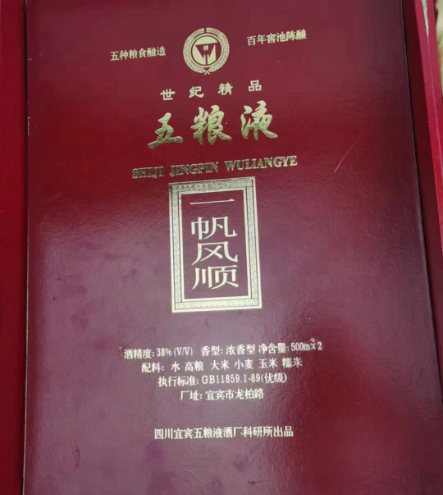 五种粮食酿造
百年窖池陈酿
世纪精品
五粮液
SHIJI JINGPIN WULIANGYE
一帆风顺
酒精度:38%(V/V) 香型:浓香型 净含量:500m×2
配料:水 高粮 大米 小麦 玉米 糯米
执行标准:GB11859.1-89(优级)
厂址:宜宾市龙柏路
四川宜宾五粮液酒厂科研所出品